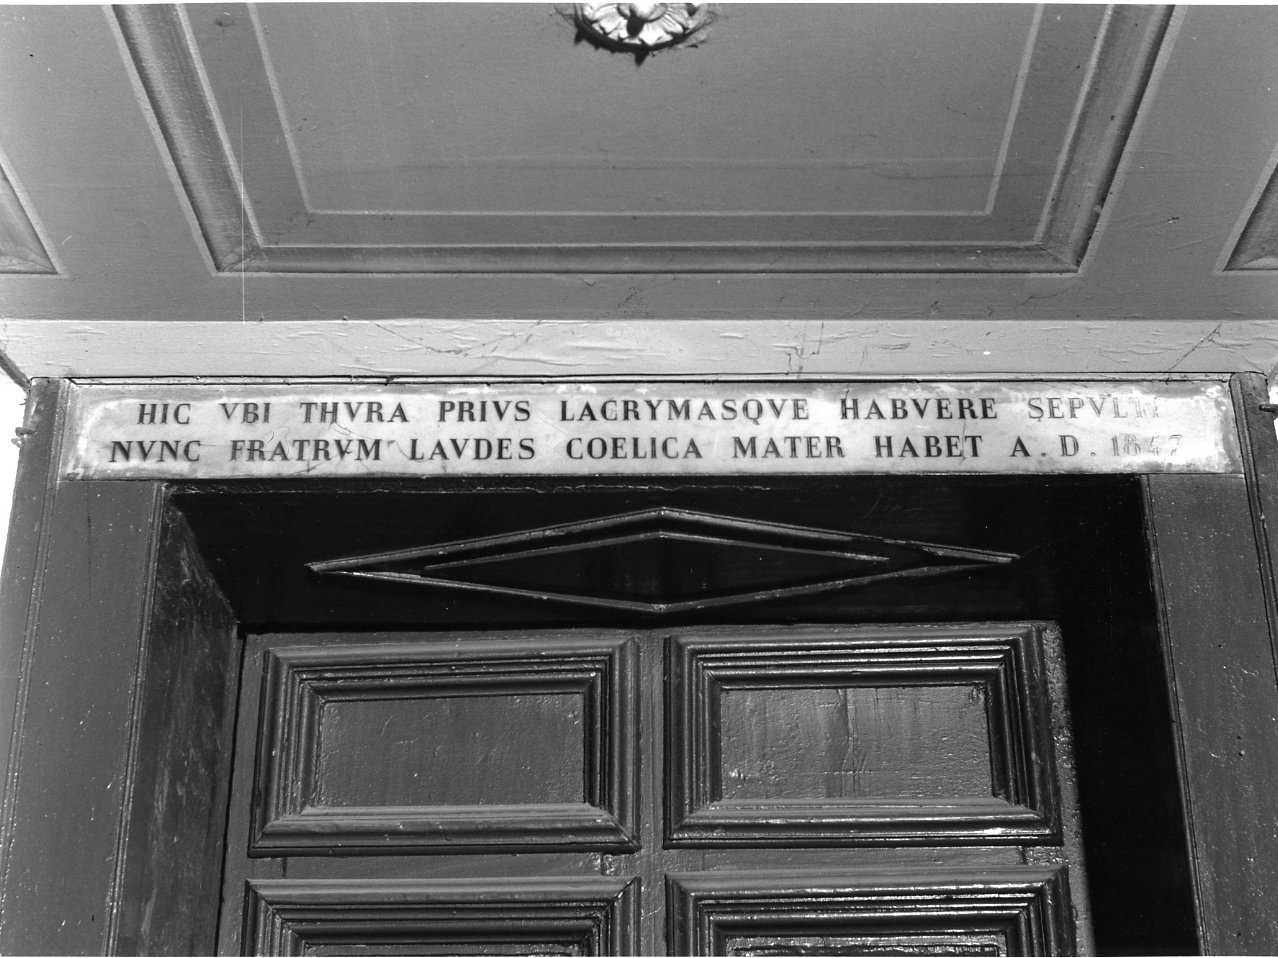 HIC VBI THVRA PRIVS LACRYMASQVE HABVERE SEPVLTI
NVNC FRATRVM LAVDES COELICA MATER HABET A. D. 1847